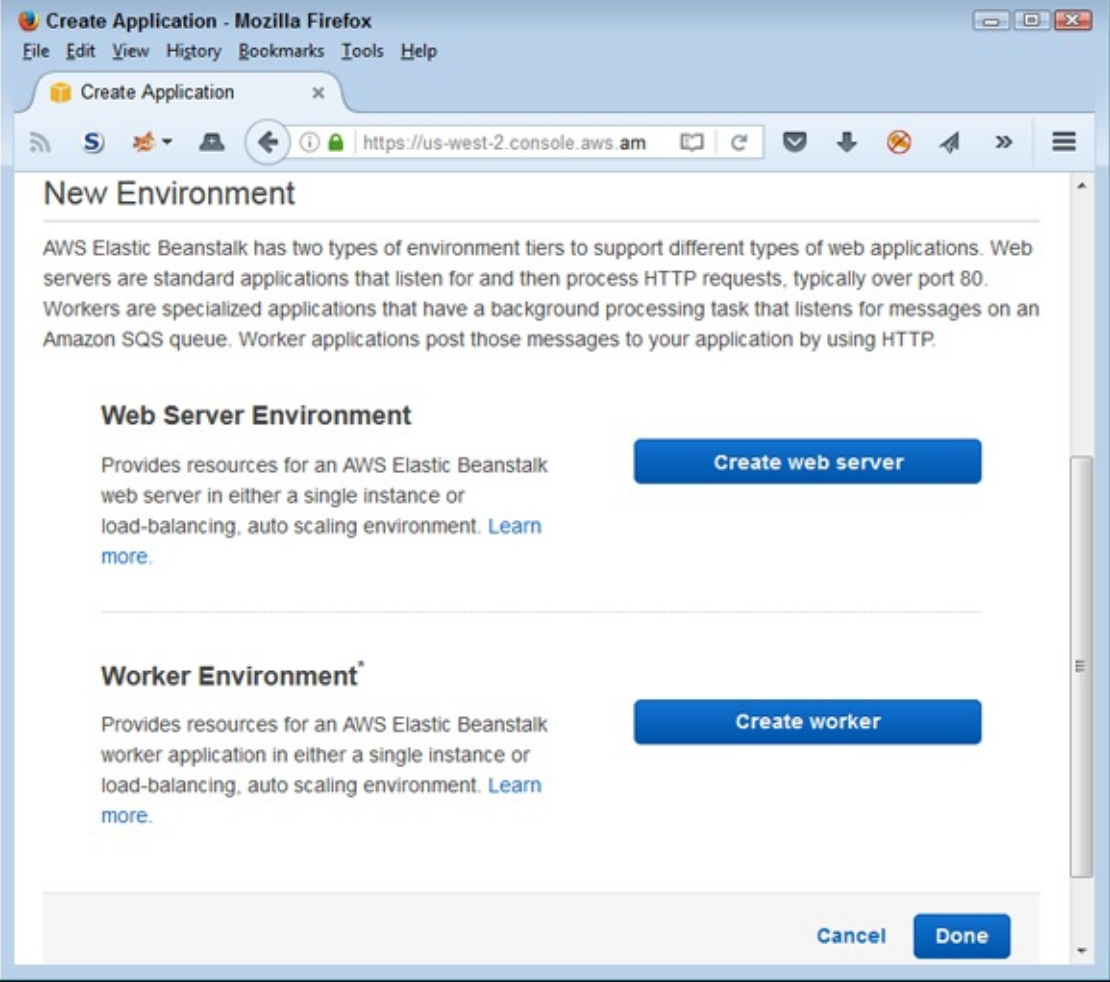 Create Application - Mozilla Firefox
File Edit View History Bookmarks Tools Help
Create Application
https://us-west-2.console.aws.am
New Environment
AWS Elastic Beanstalk has two types of environment tiers to support different types of web applications. Web
servers are standard applications that listen for and then process HTTP requests, typically over port 80.
Workers are specialized applications that have a background processing task that listens for messages on an
Amazon SQS queue. Worker applications post those messages to your application by using HTTP.
Web Server Environment
Provides resources for an AWS Elastic Beanstalk
web server in either a single instance or
load-balancing, auto scaling environment. Learn
more.
Create web server
Worker Environment*
Provides resources for an AWS Elastic Beanstalk
worker application in either a single instance or
load-balancing, auto scaling environment. Learn
more.
Create worker
Cancel
Done